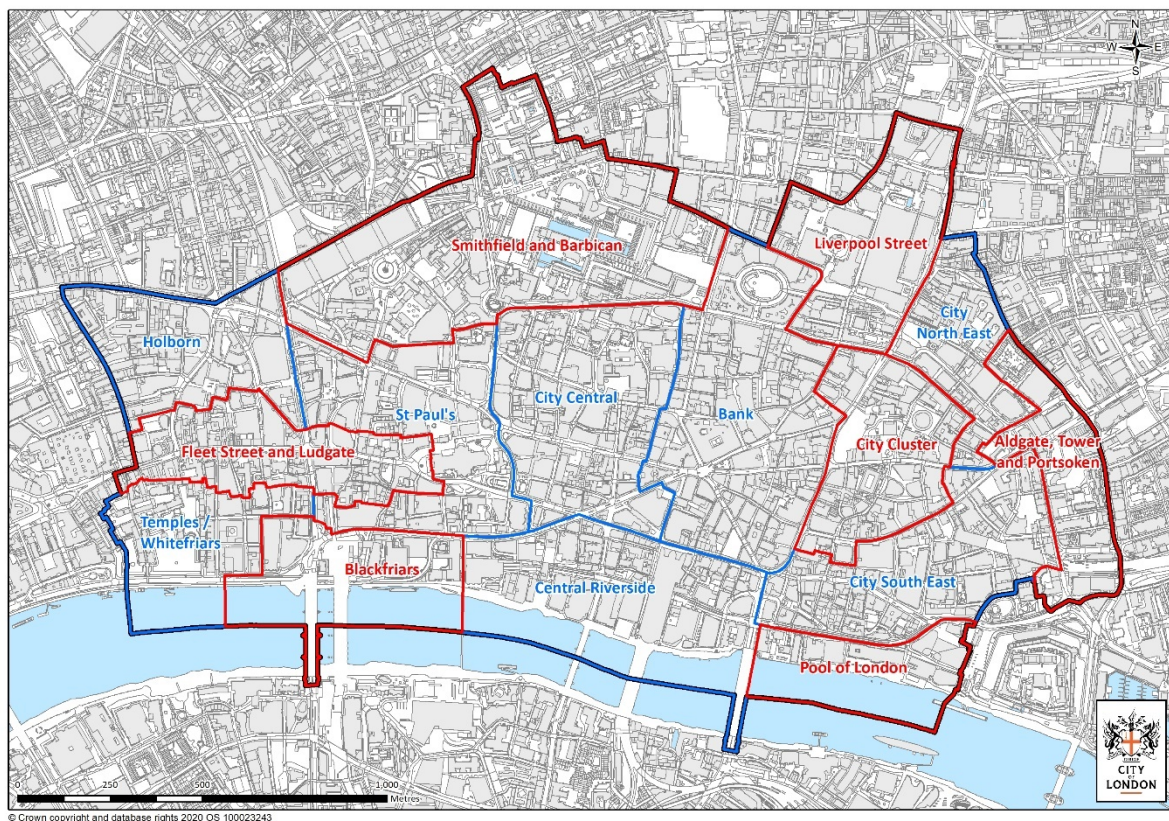 N
W E
S
Smithfield and Barbican
Liverpool Street
City
North East
Holborn
St Paul's
City Central
Bank
City Cluster
Aldgate, Tower
and Portsoken
Fleet Street and Ludgate
Temples /
Whitefriars
Blackfriars
Central Riverside
City South East
Pool of London
0 250 500 1,000
Metres
CITY
OF
LONDON
© Crown copyright and database rights 2020 OS 100023243